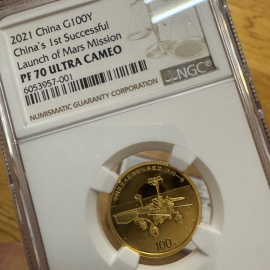 2021 China G100Y
China's 1st Successful
Launch of Mars Mission
PF 70 ULTRA CAMEO
6053957-001
NGC
NUMISMATIC GUARANTY CORPORATION
100